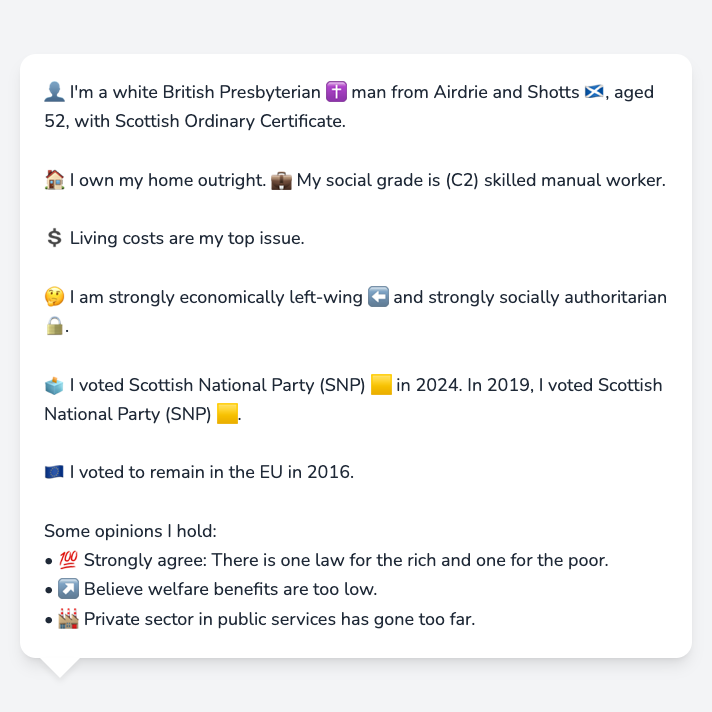 👤 I'm a white British Presbyterian ✝️ man from Airdrie and Shotts 🏴󠁧󠁢󠁳󠁣󠁴󠁿, aged
52, with Scottish Ordinary Certificate.
🏠 I own my home outright. 💼 My social grade is (C2) skilled manual worker.
💲 Living costs are my top issue.
🤔 I am strongly economically left-wing ⬅️ and strongly socially authoritarian
🔒.
🗳️ I voted Scottish National Party (SNP) 🟨 in 2024. In 2019, I voted Scottish
National Party (SNP) 🟨.
🇪🇺 I voted to remain in the EU in 2016.
Some opinions I hold:
• 💯 Strongly agree: There is one law for the rich and one for the poor.
• ↗️ Believe welfare benefits are too low.
• 🏭 Private sector in public services has gone too far.